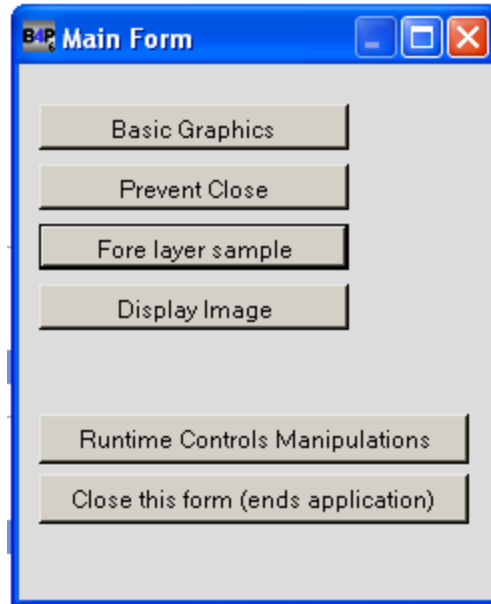 B4P Main Form
Basic Graphics
Prevent Close
Fore layer sample
Display Image
Runtime Controls Manipulations
Close this form (ends application)